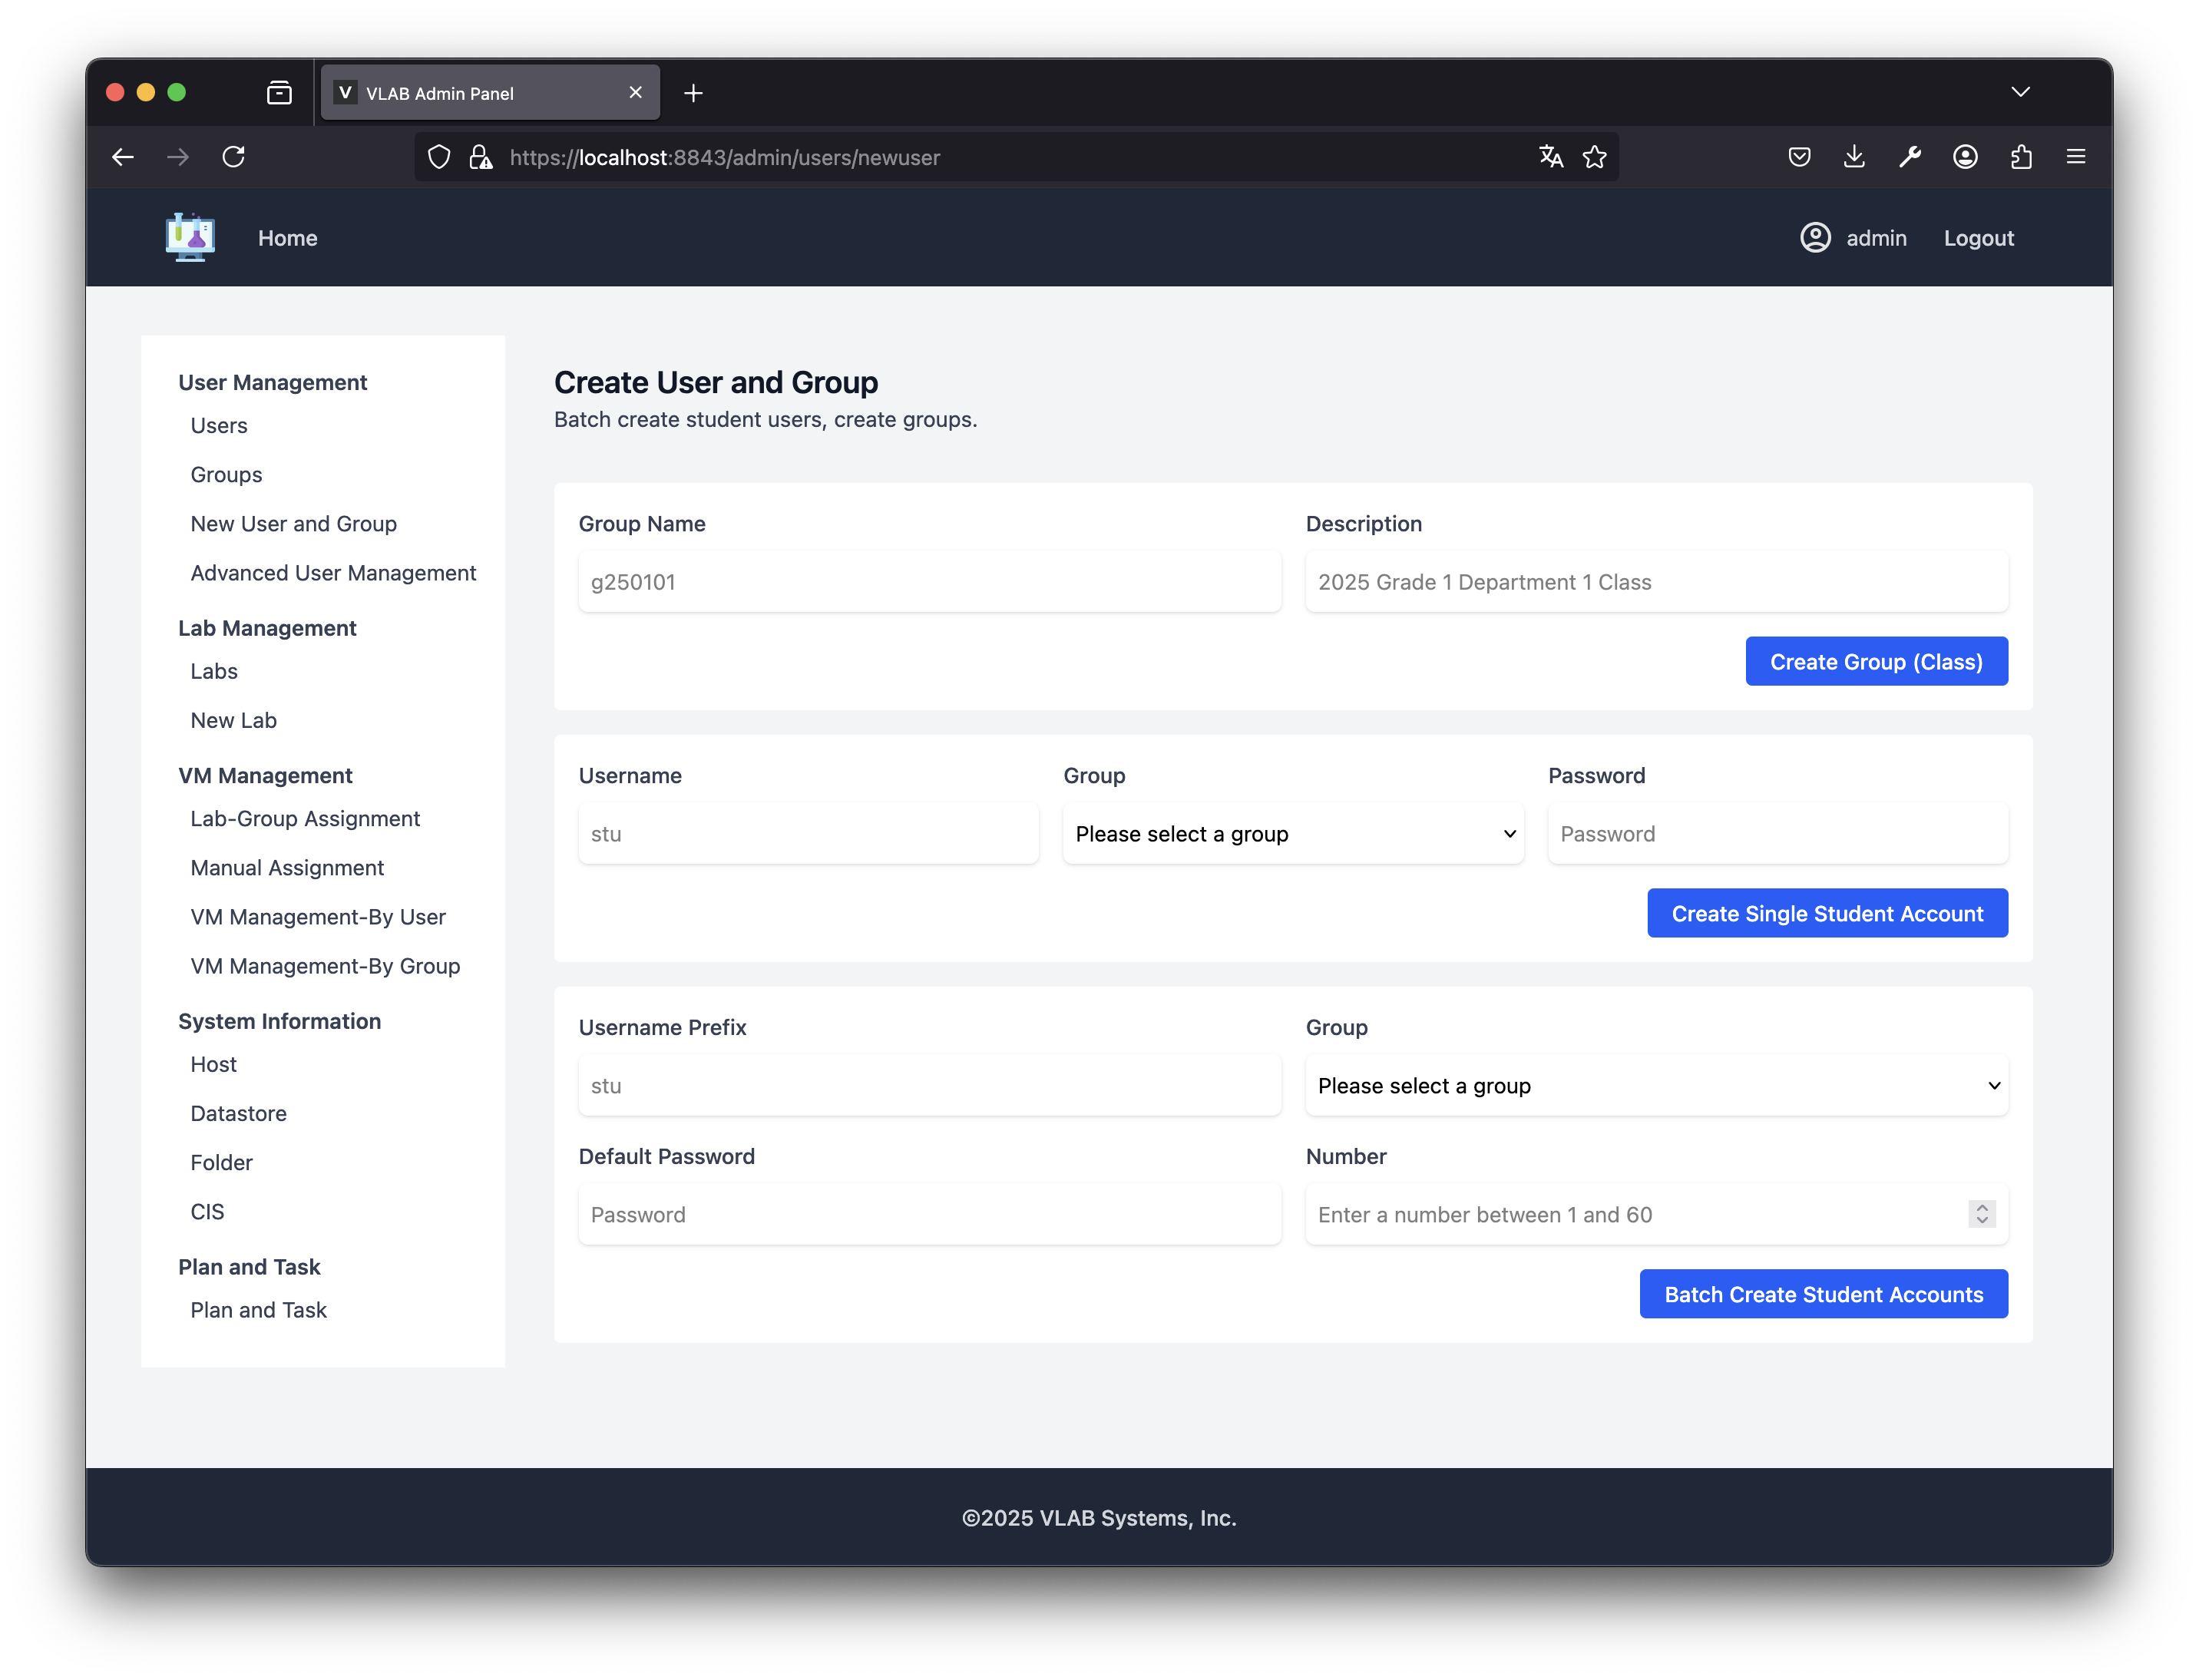 V VLAB Admin Panel
https://localhost:8843/admin/users/newuser
Home
admin Logout
User Management
Users
Groups
New User and Group
Advanced User Management
Lab Management
Labs
New Lab
VM Management
Lab-Group Assignment
Manual Assignment
VM Management-By User
VM Management-By Group
System Information
Host
Datastore
Folder
CIS
Plan and Task
Plan and Task
Create User and Group
Batch create student users, create groups.
Group Name Description
g250101 2025 Grade 1 Department 1 Class
Create Group (Class)
Username Group Password
stu Please select a group Password
Create Single Student Account
Username Prefix Group
stu Please select a group
Default Password Number
Password Enter a number between 1 and 60
Batch Create Student Accounts
©2025 VLAB Systems, Inc.